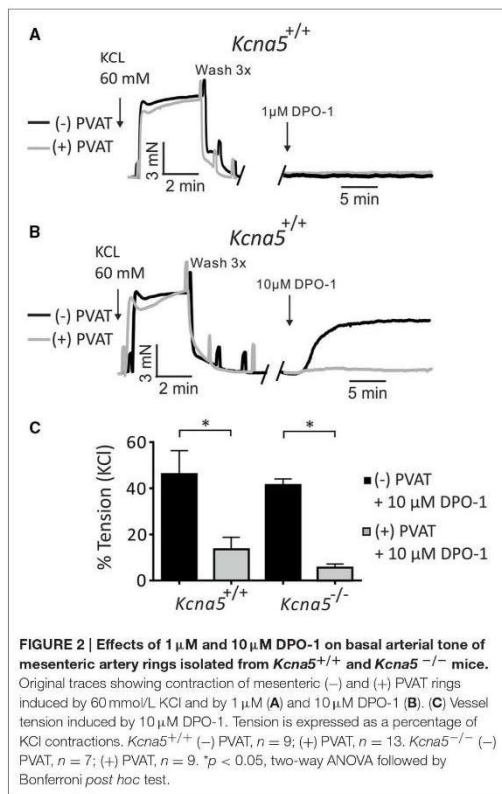 A
Kcna5+/+
KCL
60 mM
Wash 3x
1µM DPO-1
(-) PVAT
(+) PVAT
3 mN
2 min
5 min
B
Kcna5+/+
KCL
60 mM
Wash 3x
10µM DPO-1
(-) PVAT
(+) PVAT
3 mN
2 min
5 min
C
% Tension (KCl)
60
40
20
0
*
*
Kcna5+/+
Kcna5-/-
(-) PVAT
+ 10 µM DPO-1
(+) PVAT
+ 10 µM DPO-1
FIGURE 2 | Effects of 1 µM and 10 µM DPO-1 on basal arterial tone of
mesenteric artery rings isolated from Kcna5+/+ and Kcna5 −/− mice.
Original traces showing contraction of mesenteric (−) and (+) PVAT rings
induced by 60 mmol/L KCl and by 1 µM (A) and 10 µM DPO-1 (B). (C) Vessel
tension induced by 10 µM DPO-1. Tension is expressed as a percentage of
KCl contractions. Kcna5+/+ (−) PVAT, n = 9; (+) PVAT, n = 13. Kcna5−/− (−)
PVAT, n = 7; (+) PVAT, n = 9. *p < 0.05, two-way ANOVA followed by
Bonferroni post hoc test.